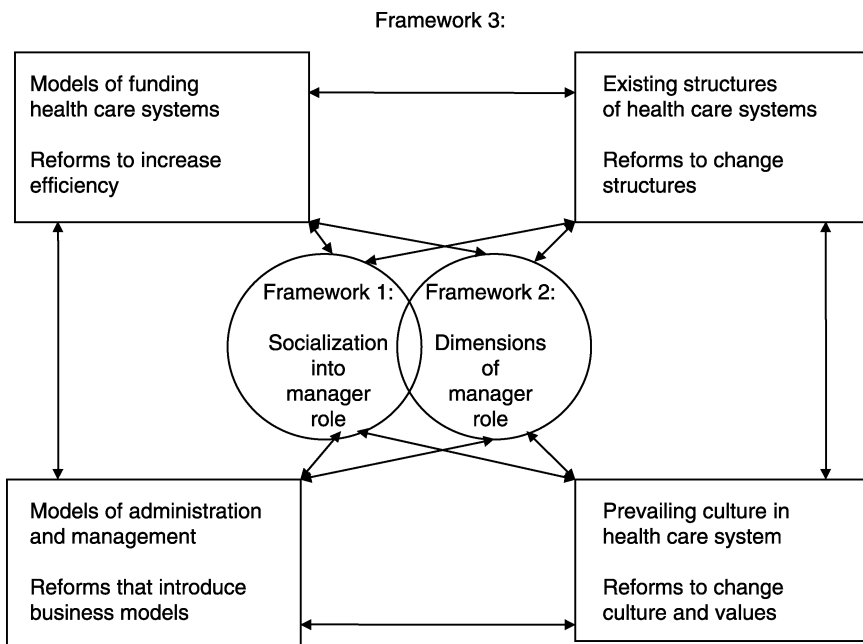 Framework 3:
Models of funding
health care systems
Reforms to increase
efficiency
Existing structures
of health care systems
Reforms to change
structures
Framework 1:
Socialization
into
manager
role
Framework 2:
Dimensions
of
manager
role
Models of administration
and management
Reforms that introduce
business models
Prevailing culture in
health care system
Reforms to change
culture and values